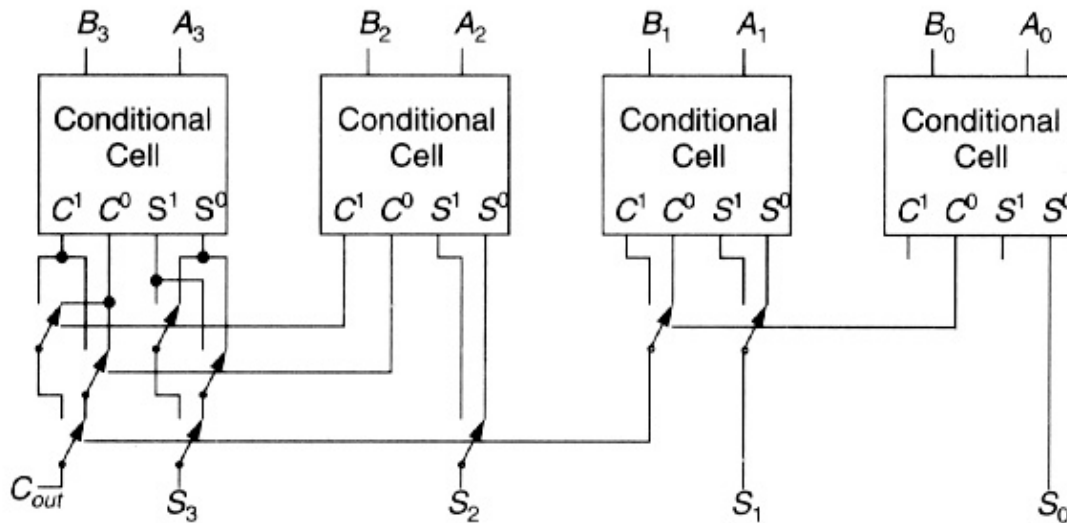 B₃ A₃ B₂ A₂ B₁ A₁ B₀ A₀
Conditional Cell Conditional Cell Conditional Cell Conditional Cell
C¹ C⁰ S¹ S⁰ C¹ C⁰ S¹ S⁰ C¹ C⁰ S¹ S⁰ C¹ C⁰ S¹ S⁰
C_out S₃ S₂ S₁ S₀